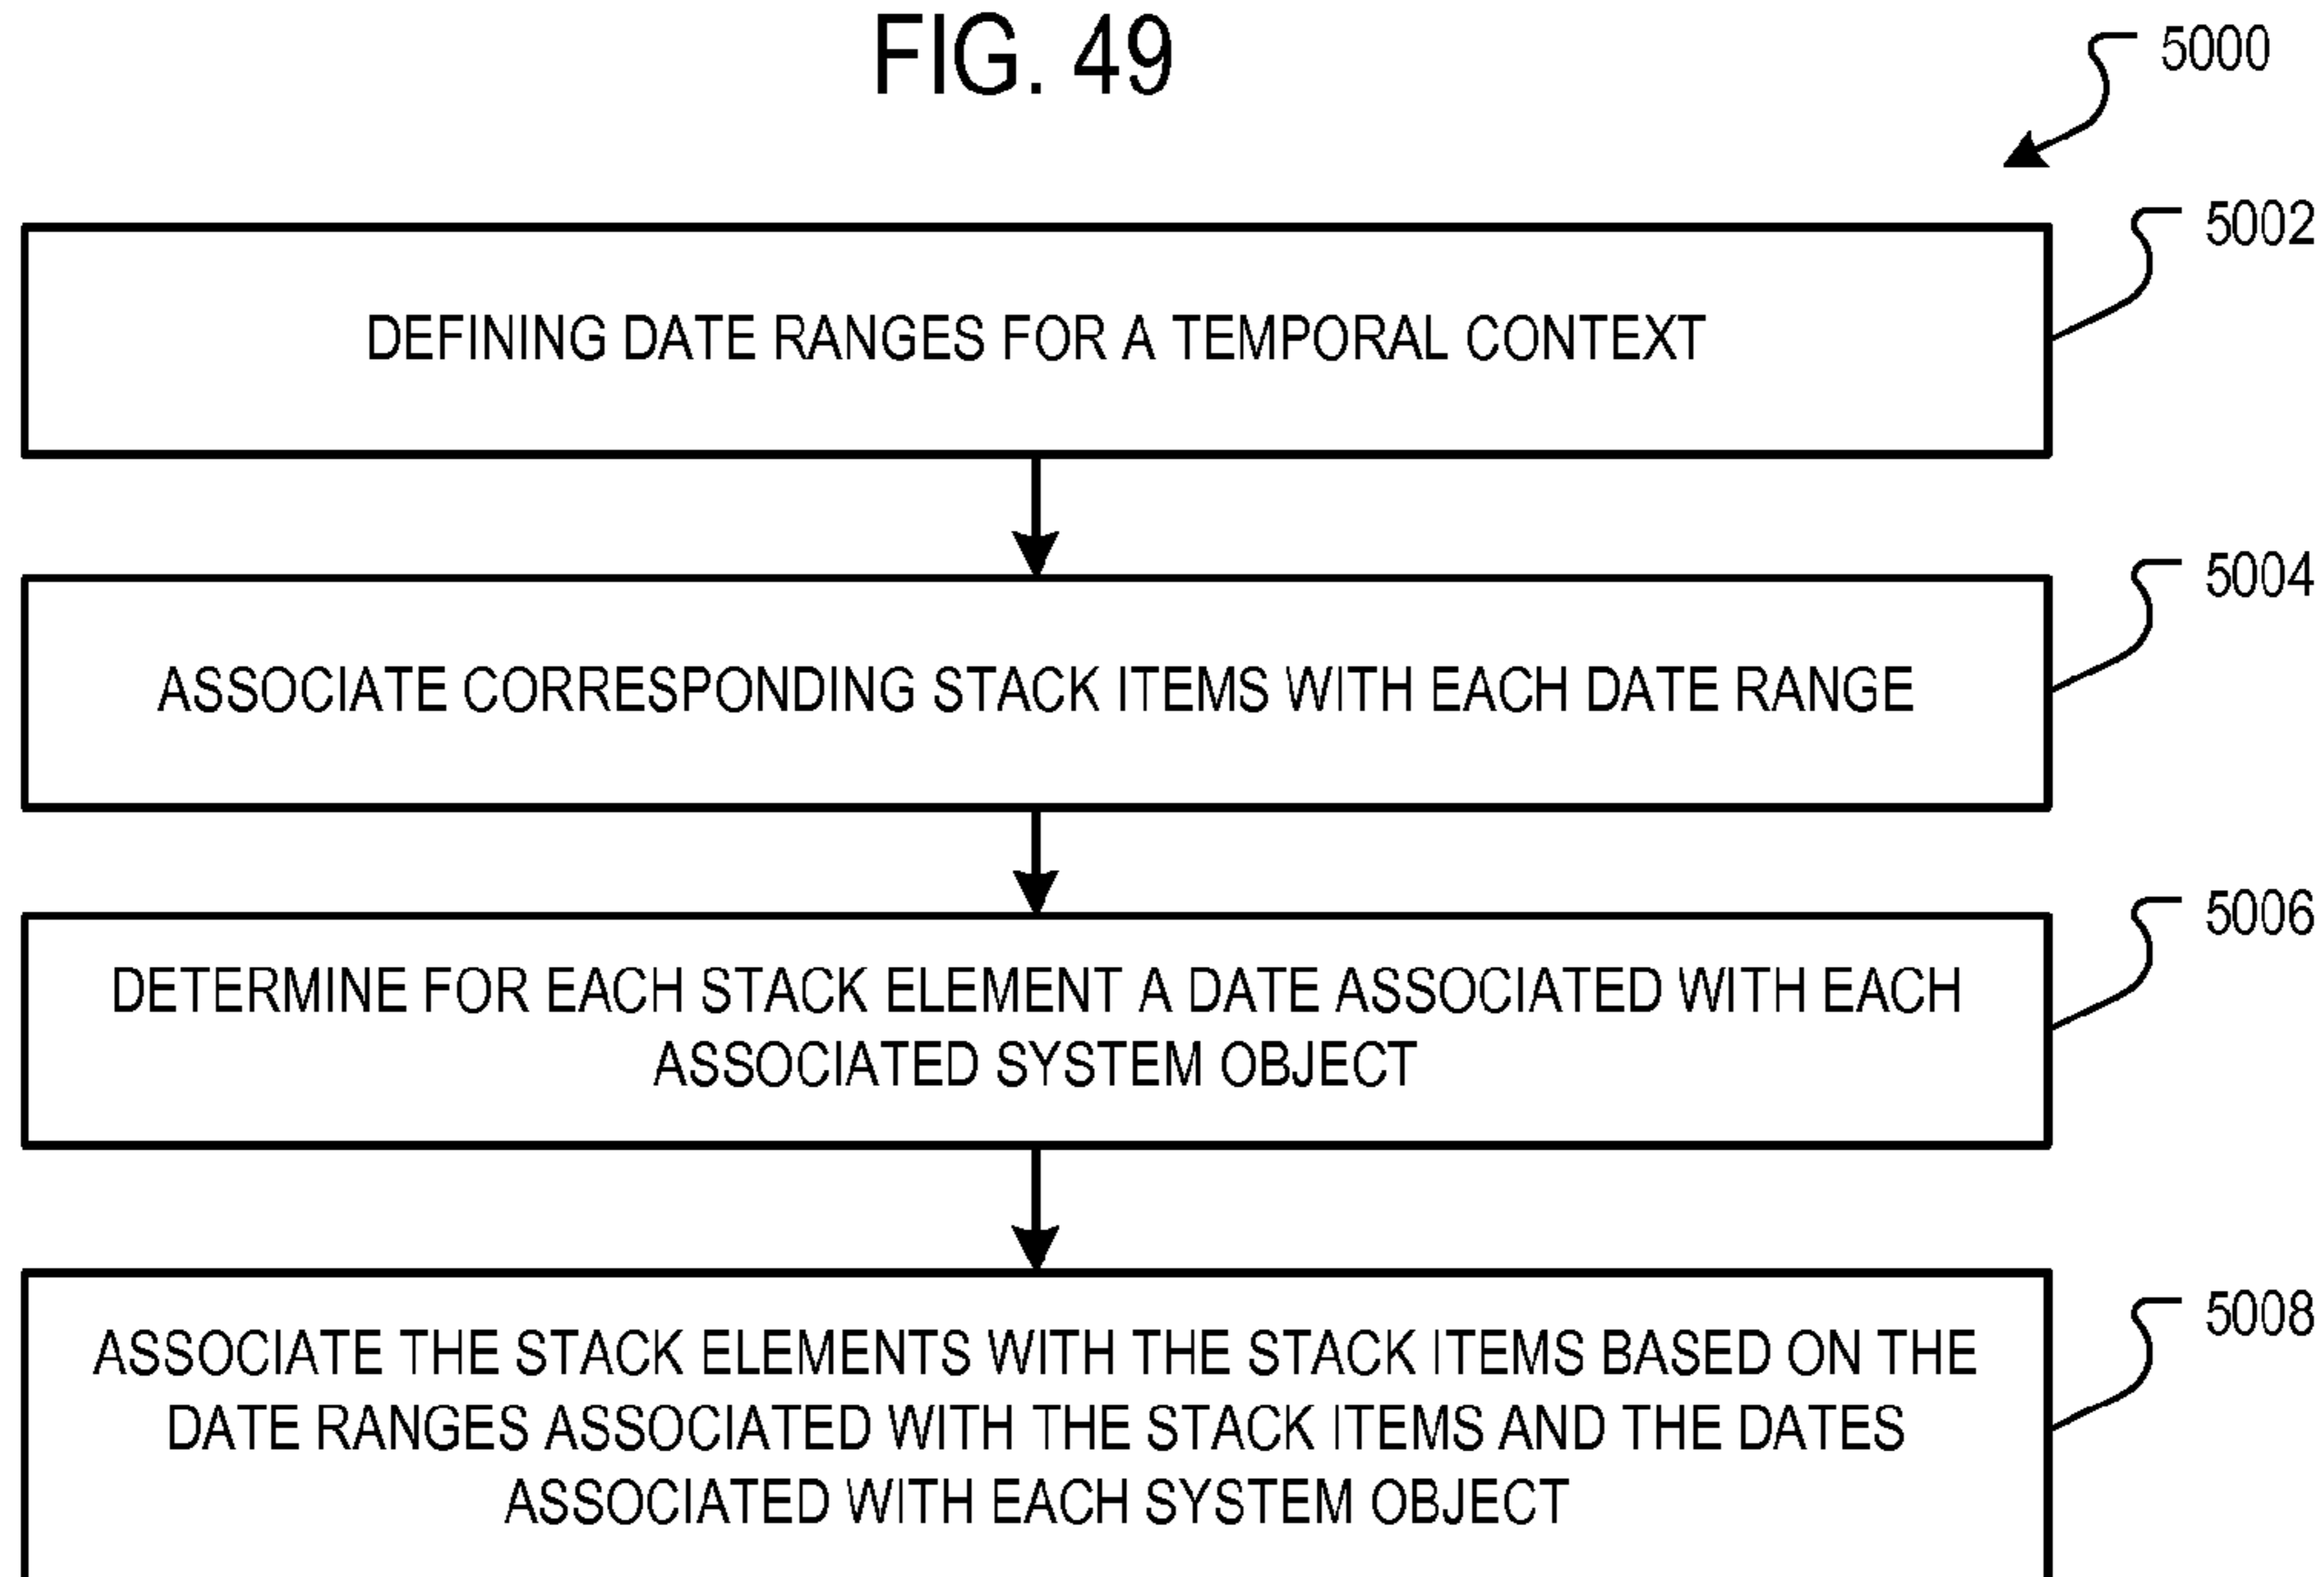 FIG. 49
5000
5002
DEFINING DATE RANGES FOR A TEMPORAL CONTEXT
5004
ASSOCIATE CORRESPONDING STACK ITEMS WITH EACH DATE RANGE
5006
DETERMINE FOR EACH STACK ELEMENT A DATE ASSOCIATED WITH EACH
ASSOCIATED SYSTEM OBJECT
5008
ASSOCIATE THE STACK ELEMENTS WITH THE STACK ITEMS BASED ON THE
DATE RANGES ASSOCIATED WITH THE STACK ITEMS AND THE DATES
ASSOCIATED WITH EACH SYSTEM OBJECT